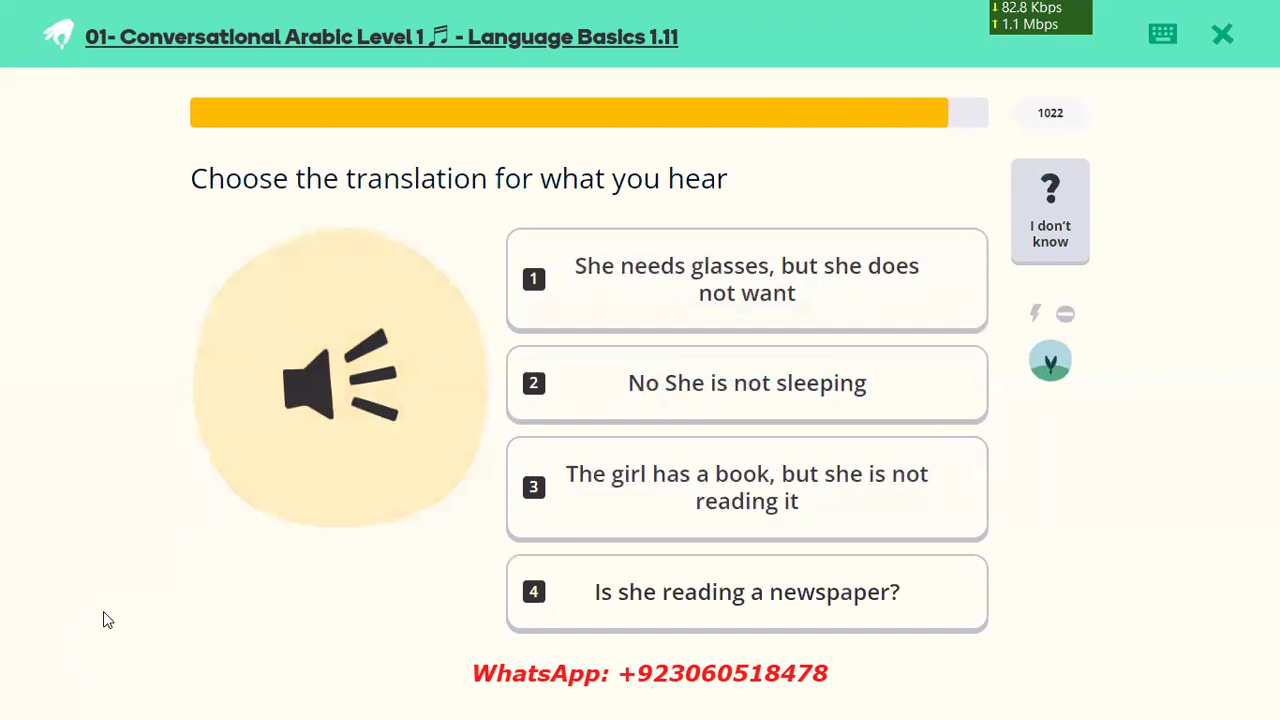 ↓ 82.8 Kbps
↑ 1.1 Mbps
01- Conversational Arabic Level 1 🎵 - Language Basics 1.11
1022
Choose the translation for what you hear
?
I don’t
know
1
She needs glasses, but she does
not want
2
No She is not sleeping
3
The girl has a book, but she is not
reading it
4
Is she reading a newspaper?
WhatsApp: +923060518478